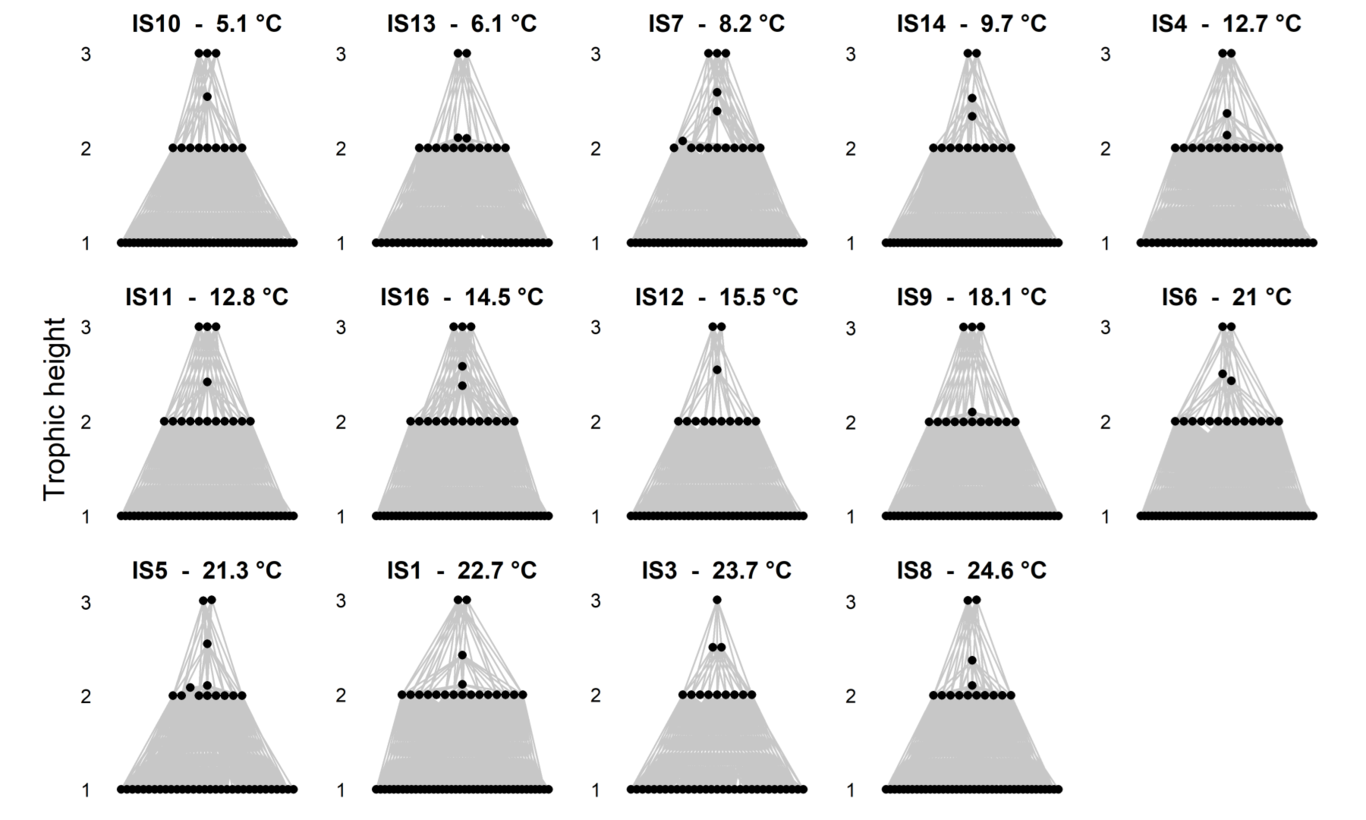 IS10 - 5.1 °C
IS13 - 6.1 °C
IS7 - 8.2 °C
IS14 - 9.7 °C
IS4 - 12.7 °C
3
3
3
3
3
2
2
2
2
2
1
1
1
1
1
Trophic height
IS11 - 12.8 °C
IS16 - 14.5 °C
IS12 - 15.5 °C
IS9 - 18.1 °C
IS6 - 21 °C
3
3
3
3
3
2
2
2
2
2
1
1
1
1
1
IS5 - 21.3 °C
IS1 - 22.7 °C
IS3 - 23.7 °C
IS8 - 24.6 °C
3
3
3
3
2
2
2
2
1
1
1
1